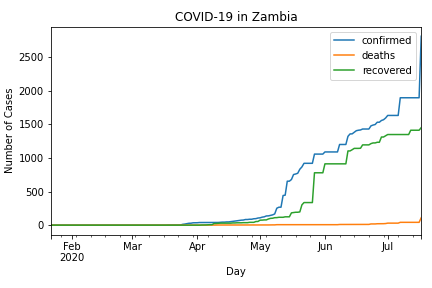 COVID-19 in Zambia
confirmed
deaths
recovered
Number of Cases
2500
2000
1500
1000
500
0
Feb
2020
Mar
Apr
May
Jun
Jul
Day